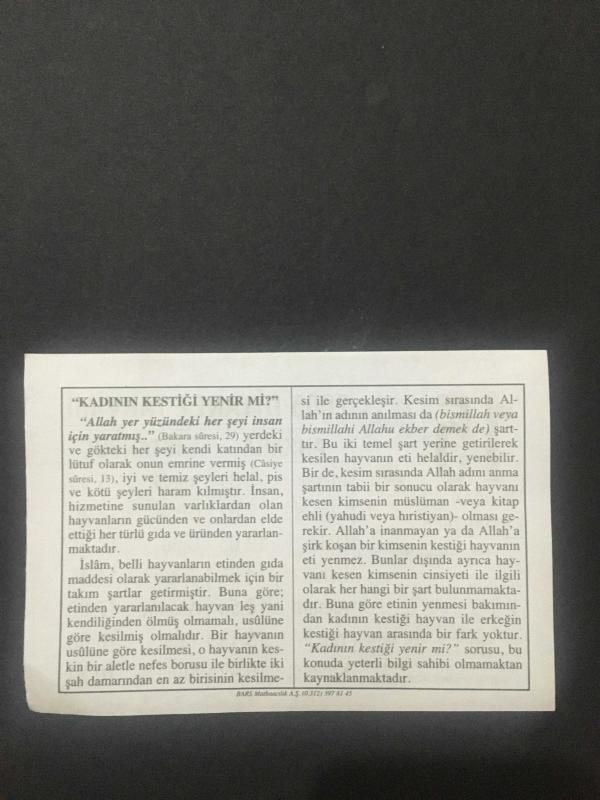 “KADININ KESTİĞİ YENİR Mİ?”
“Allah yer yüzündeki her şeyi insan
için yaratmış..” (Bakara sûresi, 29) yerdeki
ve gökteki her şeyi kendi katından bir
lütuf olarak onun emrine vermiş (Câsiye
sûresi, 13), iyi ve temiz şeyleri helal, pis
ve kötü şeyleri haram kılmıştır. İnsan,
hizmetine sunulan varlıklardan olan
hayvanların gücünden ve onlardan elde
ettiği her türlü gıda ve üründen yararlan-
maktadır.
İslâm, belli hayvanların etinden gıda
maddesi olarak yararlanabilmek için bir
takım şartlar getirmiştir. Buna göre;
etinden yararlanılacak hayvan leş yani
kendiliğinden ölmüş olmamalı, usûlüne
göre kesilmiş olmalıdır. Bir hayvanın
usûlüne göre kesilmesi, o hayvanın kes-
kin bir aletle nefes borusu ile birlikte iki
şah damarından en az birisinin kesilme-
si ile gerçekleşir. Kesim sırasında Al-
lah’ın adının anılması da (bismillah veya
bismillahi Allahu ekber demek de) şart-
tır. Bu iki temel şart yerine getirilerek
kesilen hayvanın eti helaldir, yenebilir.
Bir de, kesim sırasında Allah adını anma
şartının tabii bir sonucu olarak hayvanı
kesen kimsenin müslüman -veya kitap
ehli (yahudi veya hıristiyan)- olması ge-
rekir. Allah’a inanmayan ya da Allah’a
şirk koşan bir kimsenin kestiği hayvanın
eti yenmez. Bunlar dışında ayrıca hay-
vanı kesen kimsenin cinsiyeti ile ilgili
olarak her hangi bir şart bulunmamakta-
dır. Buna göre etinin yenmesi bakımın-
dan kadının kestiği hayvan ile erkeğin
kestiği hayvan arasında bir fark yoktur.
“Kadının kestiği yenir mi?” sorusu, bu
konuda yeterli bilgi sahibi olmamaktan
kaynaklanmaktadır.
BARS Matbaacılık A.Ş. (0.312) 397 81 45